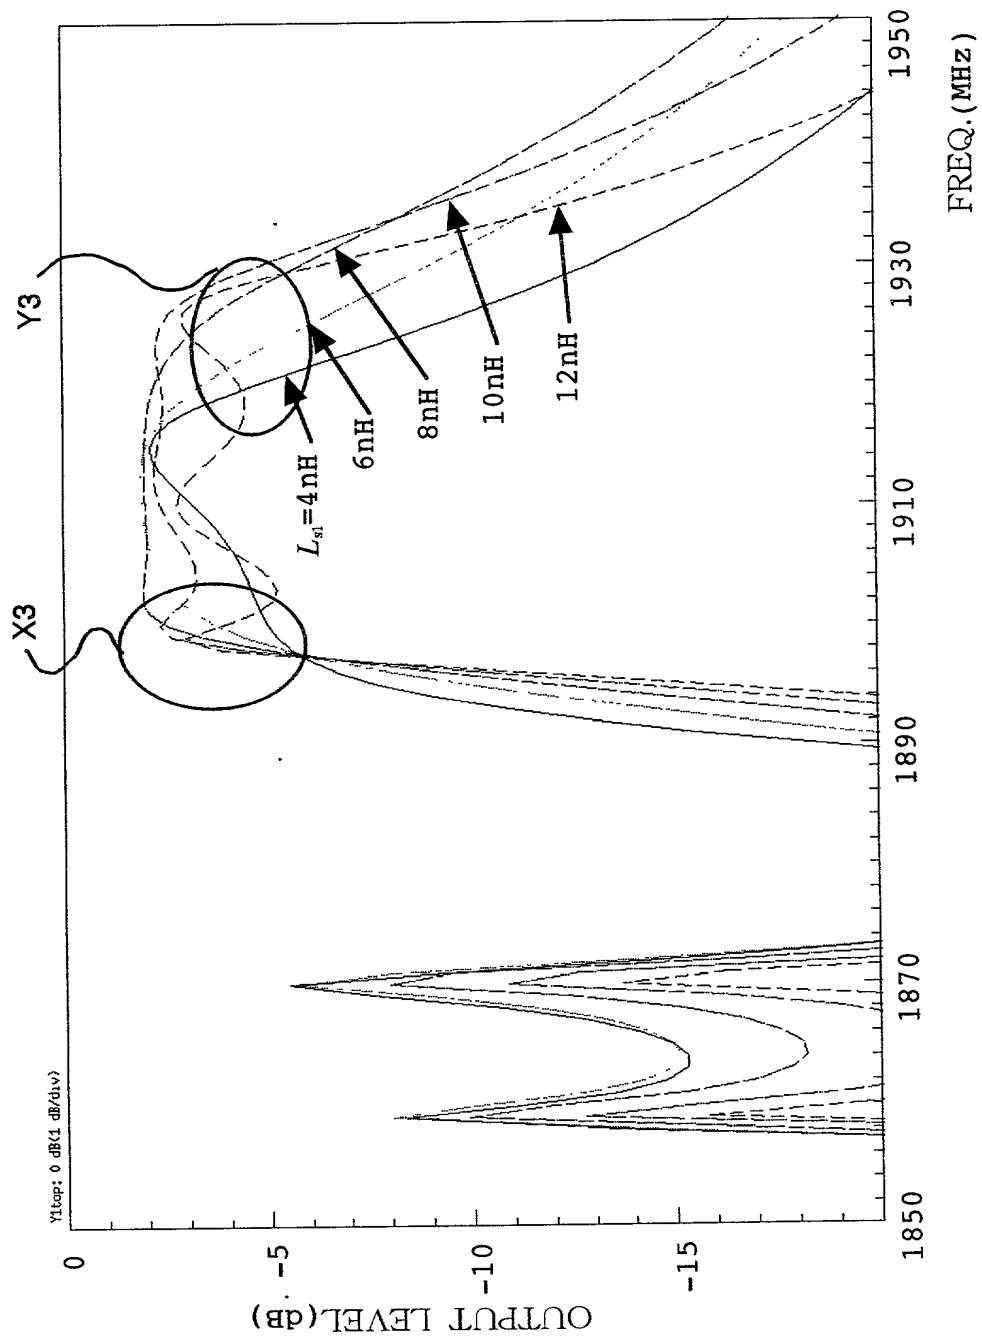 Y1top: 0 dB(1 dB/div)
X3
Y3
0
-5
-10
-15
OUTPUT LEVEL(dB)
Ls1=4nH
6nH
8nH
10nH
12nH
1850
1870
1890
1910
1930
1950
FREQ.(MHz)